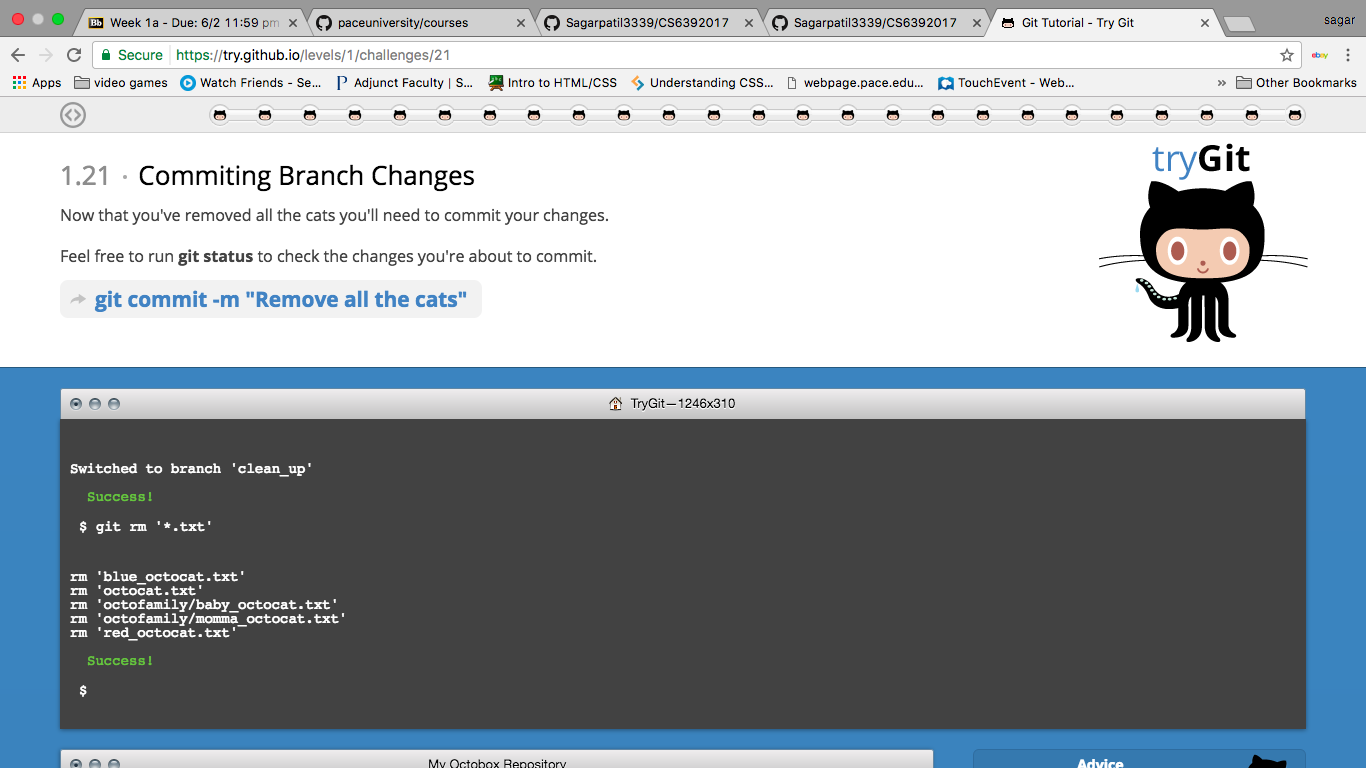 Week 1a - Due: 6/2 11:59 pm
paceuniversity/courses
Sagarpatil3339/CS6392017
Sagarpatil3339/CS6392017
Git Tutorial - Try Git
sagar
Secure https://try.github.io/levels/1/challenges/21
Apps video games Watch Friends - Se... Adjunct Faculty | S... Intro to HTML/CSS Understanding CSS... webpage.pace.edu... TouchEvent - Web... » Other Bookmarks
tryGit
1.21 · Commiting Branch Changes
Now that you've removed all the cats you'll need to commit your changes.
Feel free to run git status to check the changes you're about to commit.
git commit -m "Remove all the cats"
TryGit—1246x310
Switched to branch 'clean_up'
Success!
$ git rm '*.txt'
rm 'blue_octocat.txt'
rm 'octocat.txt'
rm 'octofamily/baby_octocat.txt'
rm 'octofamily/momma_octocat.txt'
rm 'red_octocat.txt'
Success!
$
My Octobox Repository
Advice